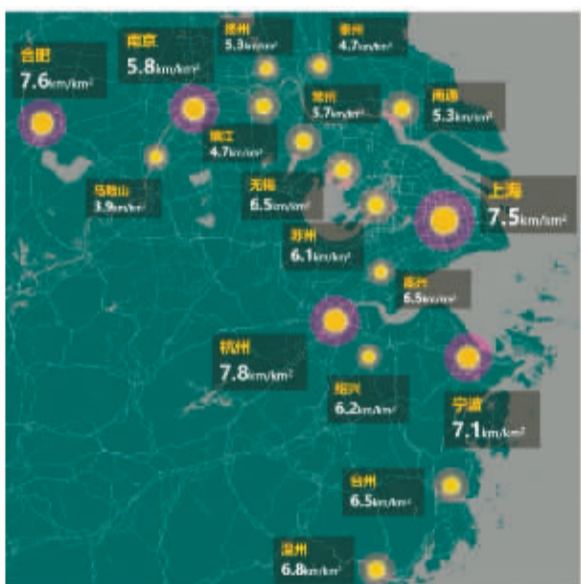 扬州
5.3km/km²
泰州
4.7km/km²
南京
5.8km/km²
合肥
7.6km/km²
常州
5.7km/km²
南通
5.3km/km²
镇江
4.7km/km²
马鞍山
3.9km/km²
无锡
6.5km/km²
上海
7.5km/km²
苏州
6.1km/km²
嘉兴
6.5km/km²
杭州
7.8km/km²
绍兴
6.2km/km²
宁波
7.1km/km²
台州
6.5km/km²
温州
6.8km/km²